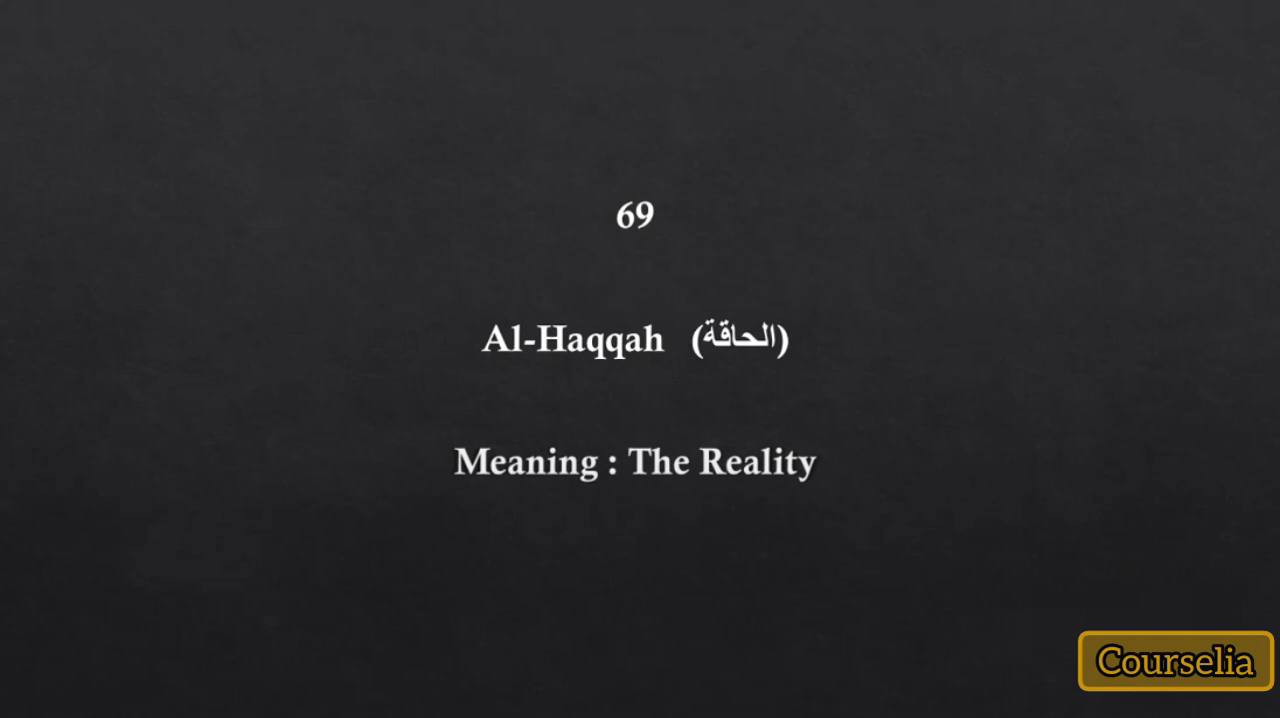 69
Al-Haqqah (الحاقة)
Meaning : The Reality
Courselia